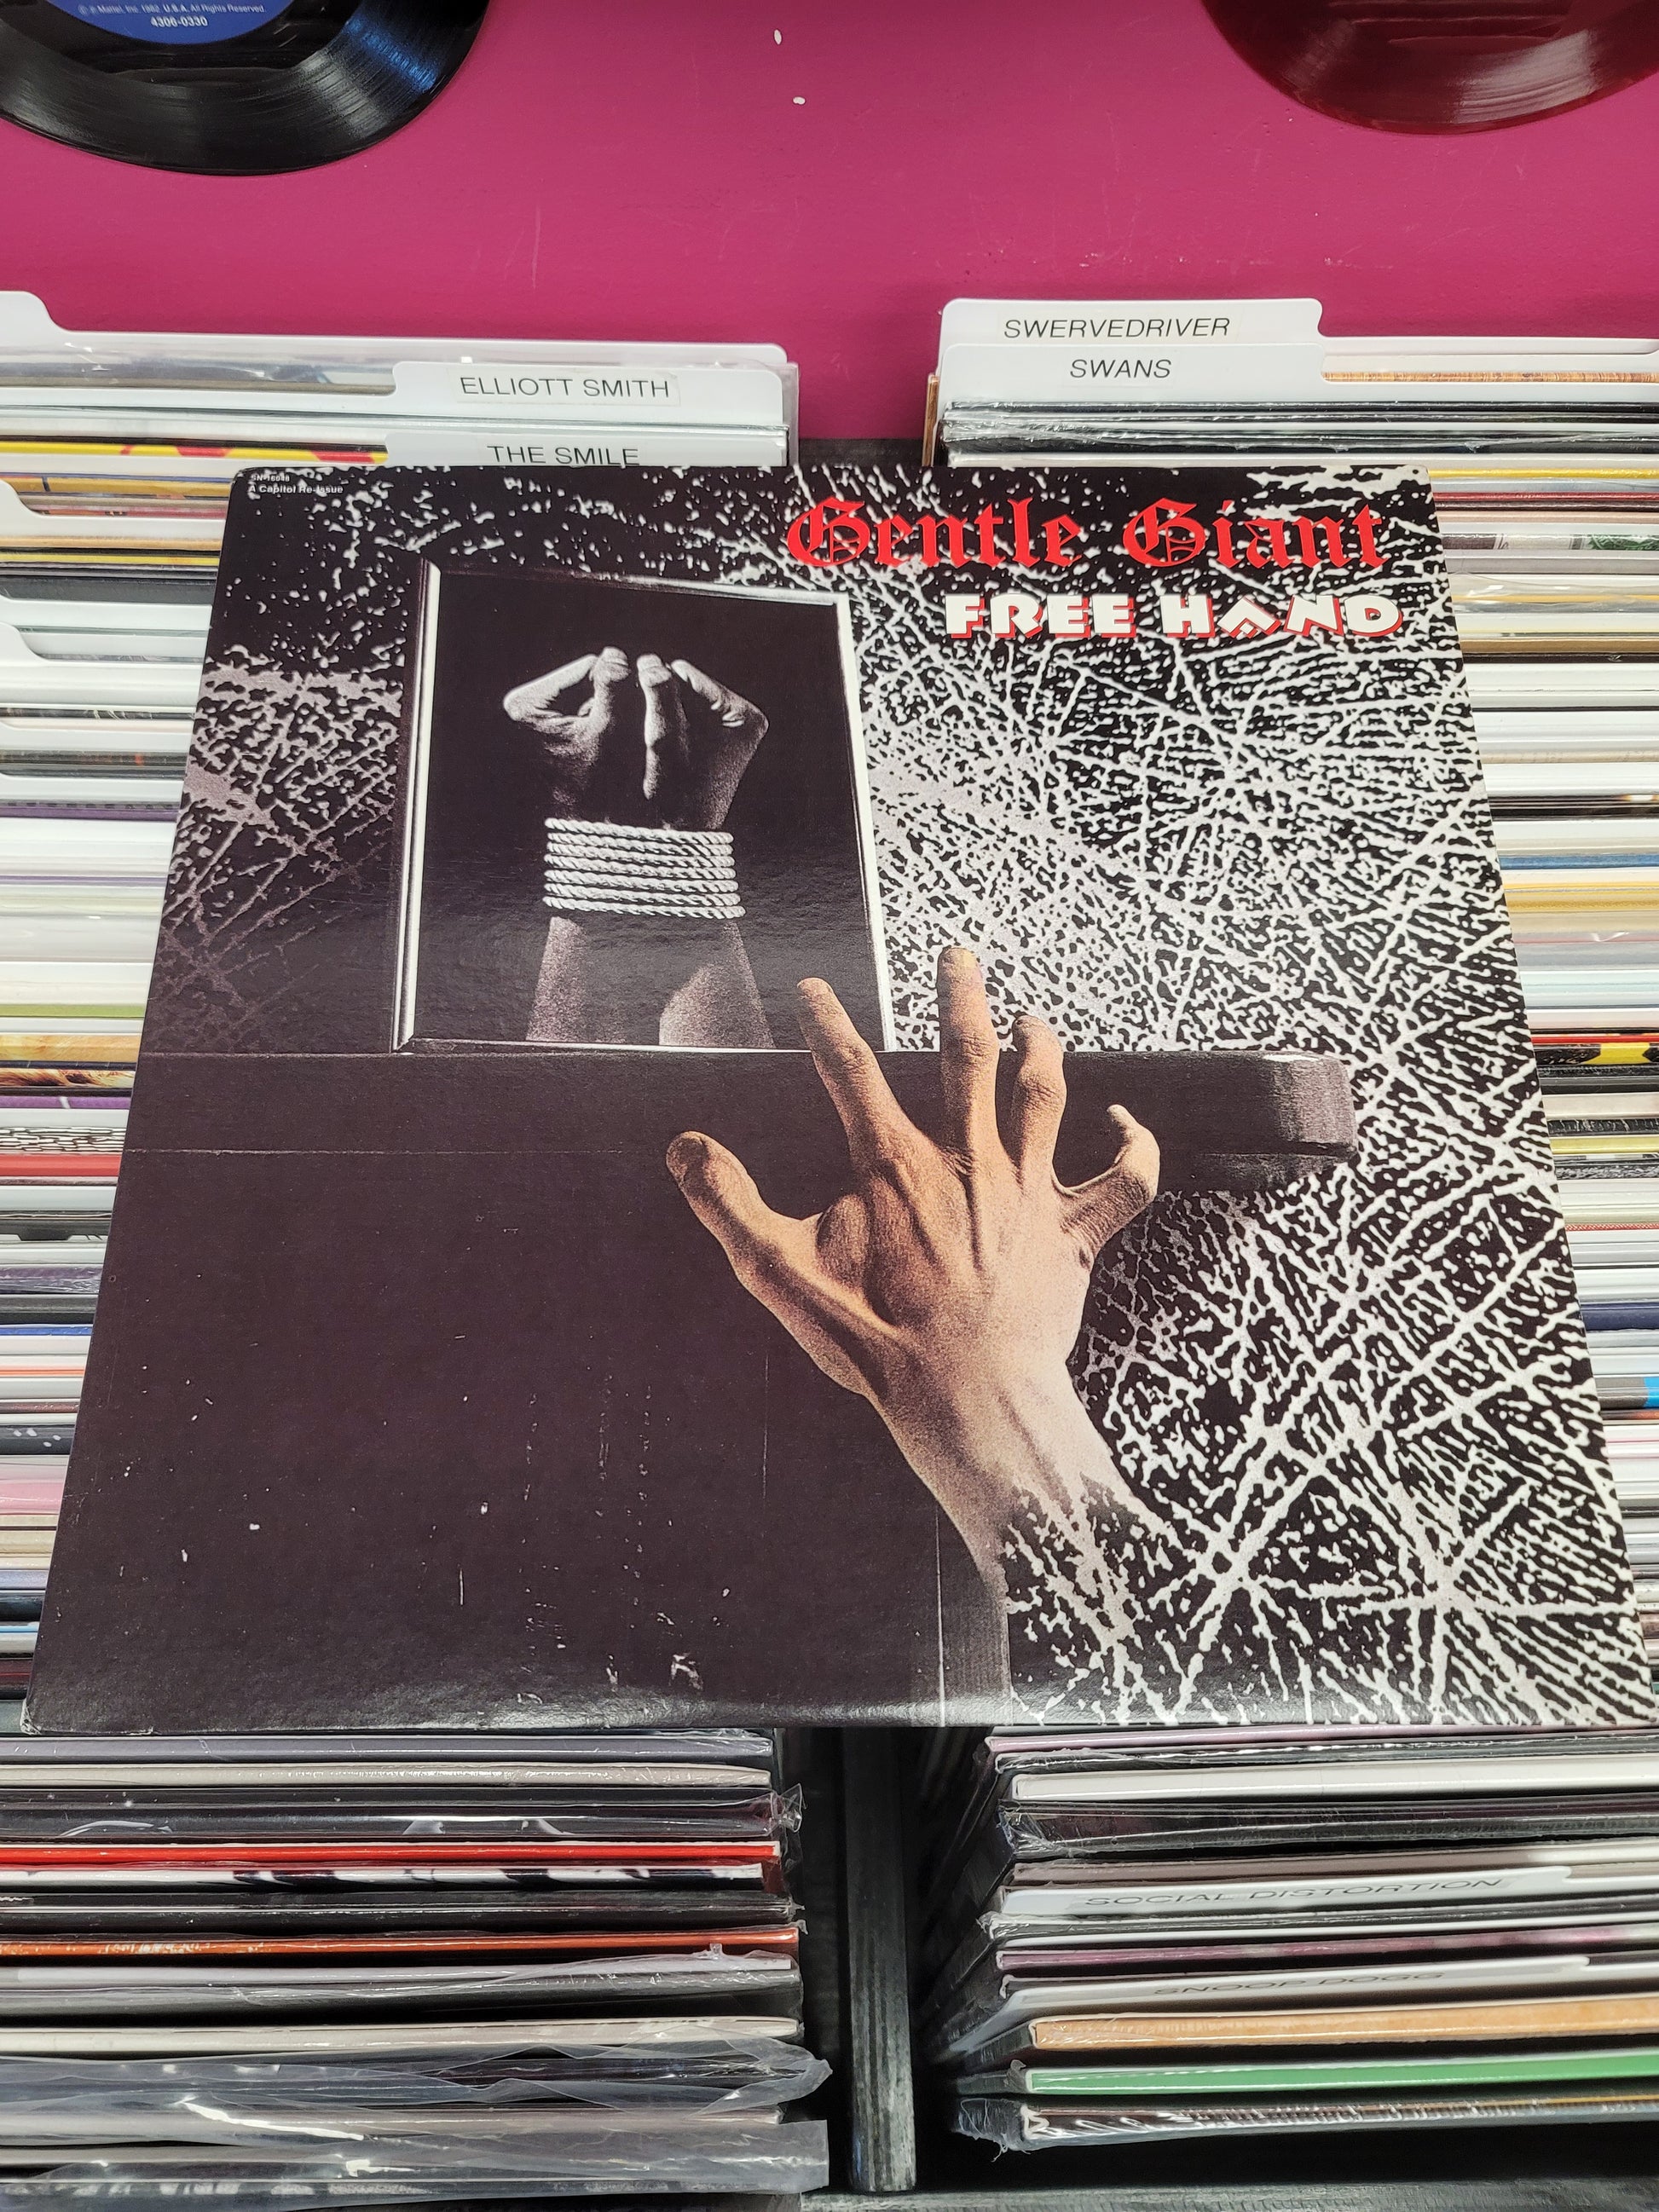 © ℗ Mattel, Inc. 1982. U.S.A. All Rights Reserved.
4306-0330
SWERVEDRIVER
SWANS
ELLIOTT SMITH
THE SMILE
A Capitol Re-Issue
Gentle Giant
FREE HAND
SOCIAL DISTORTION
SNOOP DOGG